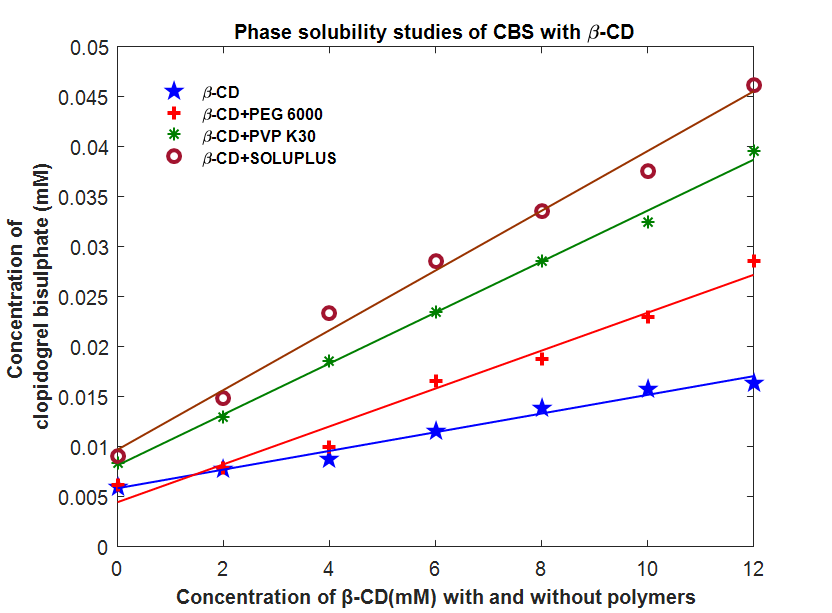 Phase solubility studies of CBS with β-CD
0.05
0.045
0.04
0.035
0.03
0.025
0.02
0.015
0.01
0.005
0
Concentration of
clopidogrel bisulphate (mM)
β-CD
β-CD+PEG 6000
β-CD+PVP K30
β-CD+SOLUPLUS
0 2 4 6 8 10 12
Concentration of β-CD(mM) with and without polymers